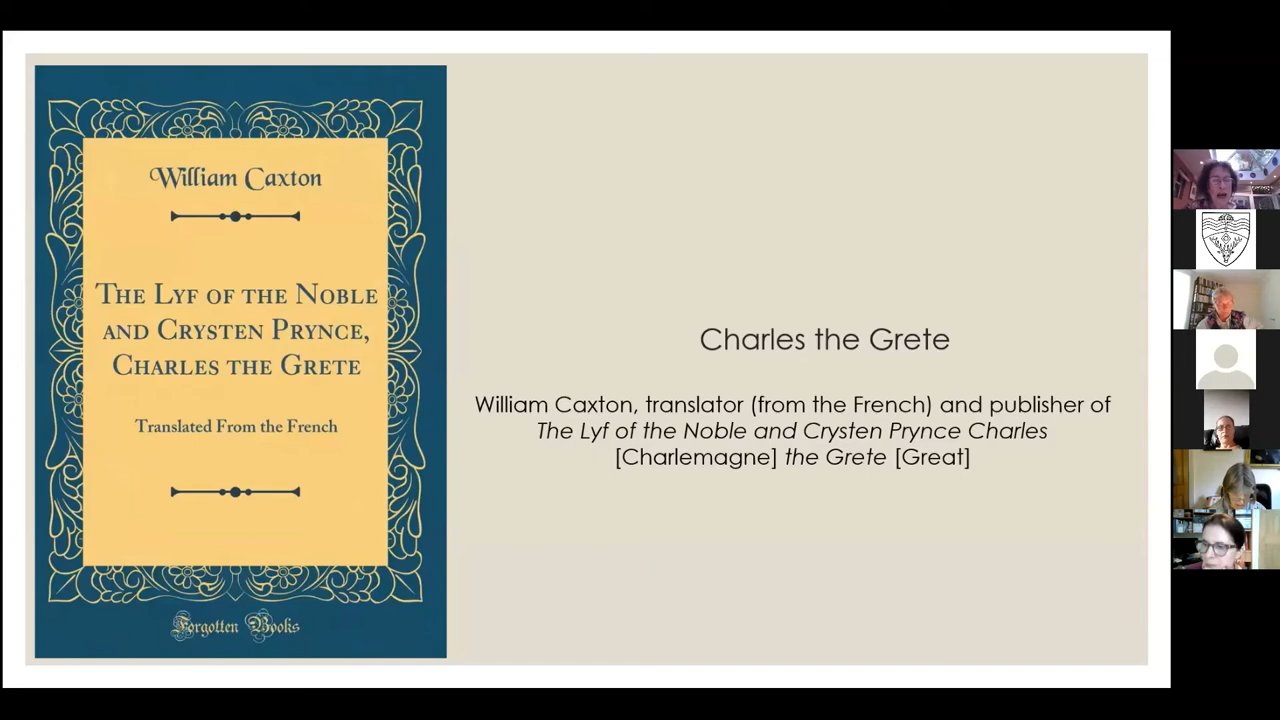 William Caxton
The Lyf of the Noble
and Crysten Prynce,
Charles the Grete
Translated From the French
Forgotten Books
Charles the Grete
William Caxton, translator (from the French) and publisher of
The Lyf of the Noble and Crysten Prynce Charles
[Charlemagne] the Grete [Great]